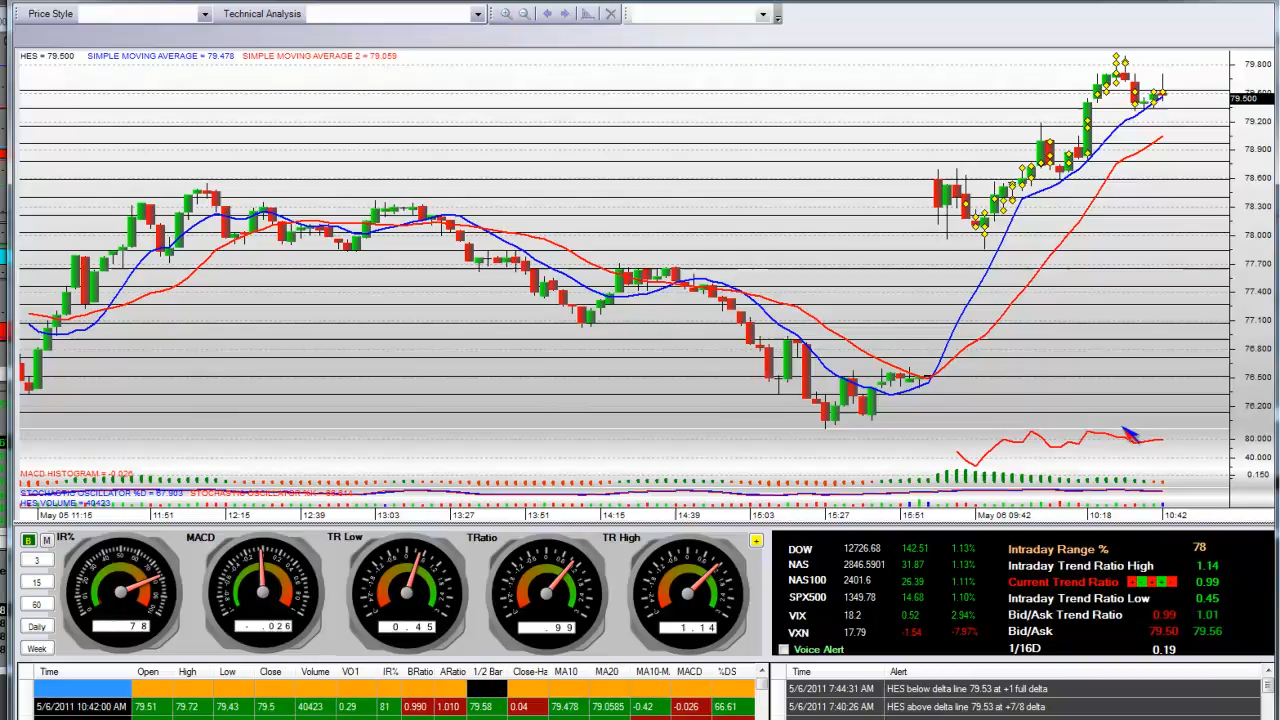 Price Style Technical Analysis
HES = 79.500 SIMPLE MOVING AVERAGE = 79.478 SIMPLE MOVING AVERAGE 2 = 79.059
79.800
79.500
79.200
78.900
78.600
78.300
78.000
77.700
77.400
77.100
76.800
76.500
76.200
80.000
40.000
MACD HISTOGRAM = -0.026 0.150
STOCHASTIC OSCILLATOR %D = 67.903
HES VOLUME = 40423
May 05 11:15 11:51 12:15 12:39 13:03 13:27 13:51 14:15 14:39 15:03 15:27 15:51 May 06 09:42 10:18 10:42
B M IR% MACD TR Low TRatio TR High
3
15
60
Daily
Week
78 -.026 0.45 .99 1.14
DOW 12726.68 142.51 1.13%
NAS 2846.5901 31.87 1.13%
NAS100 2401.6 26.39 1.11%
SPX500 1349.78 14.68 1.10%
VIX 18.2 0.52 2.94%
VXN 17.79 -1.54 -7.97%
Voice Alert
Intraday Range % 78
Intraday Trend Ratio High 1.14
Current Trend Ratio 0.99
Intraday Trend Ratio Low 0.45
Bid/Ask Trend Ratio 0.99 1.01
Bid/Ask 79.50 79.56
1/16D 0.19
Time Open High Low Close Volume VO1 IR% BRatio ARatio 1/2 Bar Close-Ha MA10 MA20 MA10-M. MACD %DS
5/6/2011 10:42:00 AM 79.51 79.72 79.43 79.5 40423 0.29 81 0.990 1.010 79.58 0.04 79.478 79.0585 -0.42 -0.026 66.61
Time Alert
5/6/2011 7:44:31 AM HES below delta line 79.53 at +1 full delta
5/6/2011 7:40:26 AM HES above delta line 79.53 at +7/8 delta